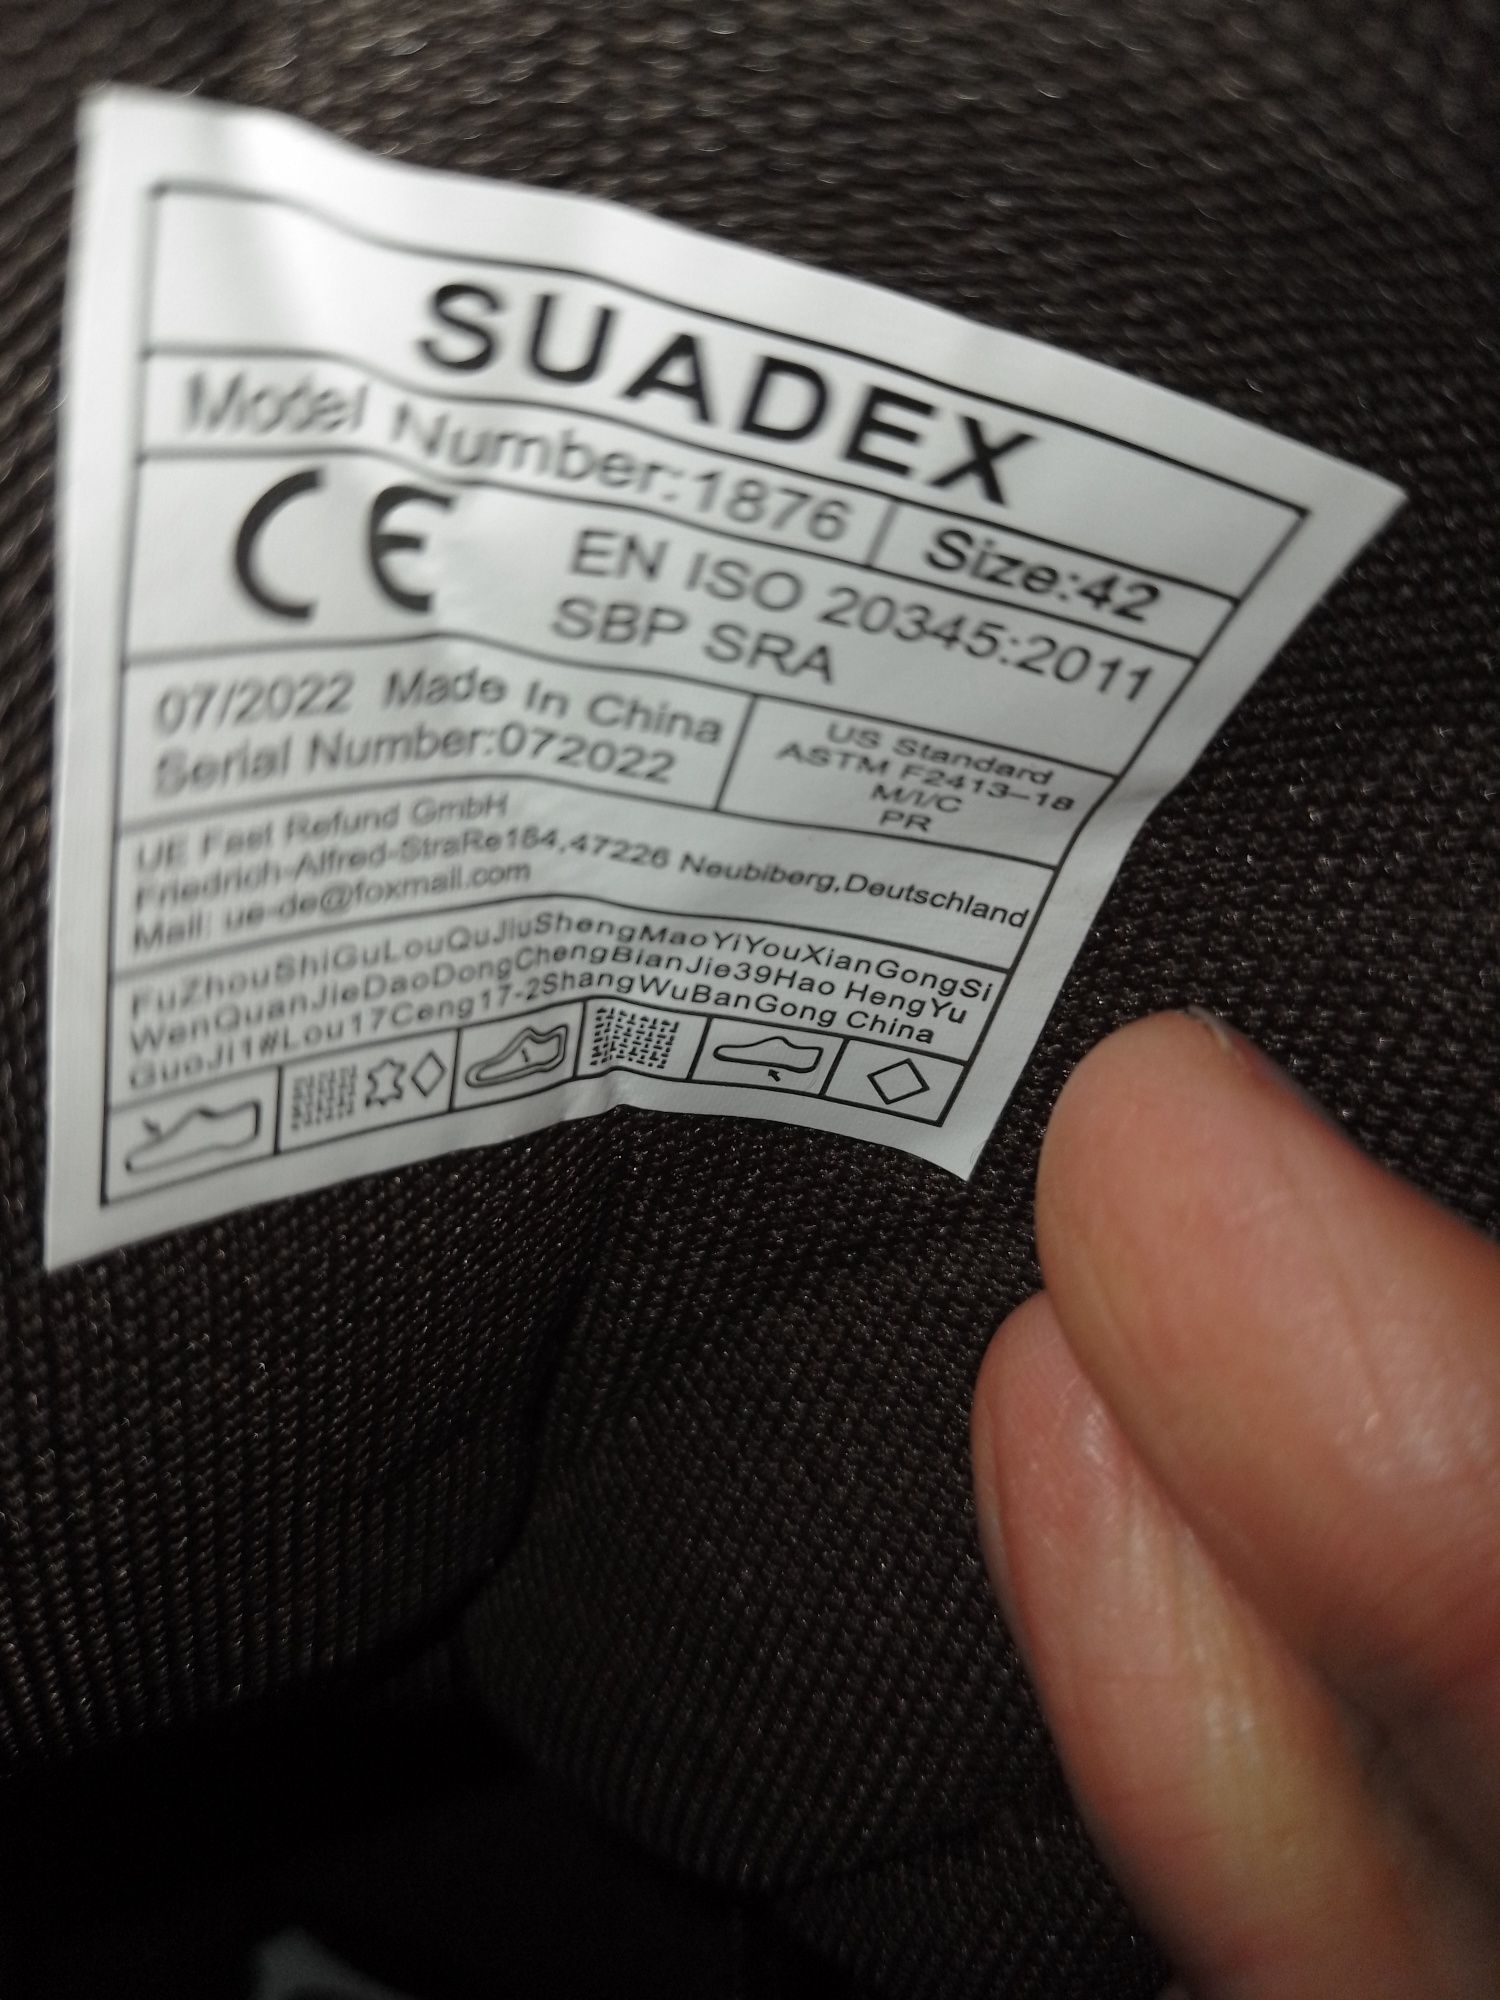 SUADEX
Model Number:1876 Size:42
CE EN ISO 20345:2011
SBP SRA
07/2022 Made In China
Serial Number:072022
US Standard
ASTM F2413-18
M/I/C
PR
UE Feel Refund GmbH
Friedrich-Alfred-StraRe184,47226 Neubiberg,Deutschland
Mail: ue-de@foxmail.com
FuZhouShiGuLouQuJiuShengMaoYiYouXianGongSi
WenQuanJieDaoDongChengBianJie39Hao HengYu
GuoJi1#Lou17Ceng17-2ShangWuBanGong China